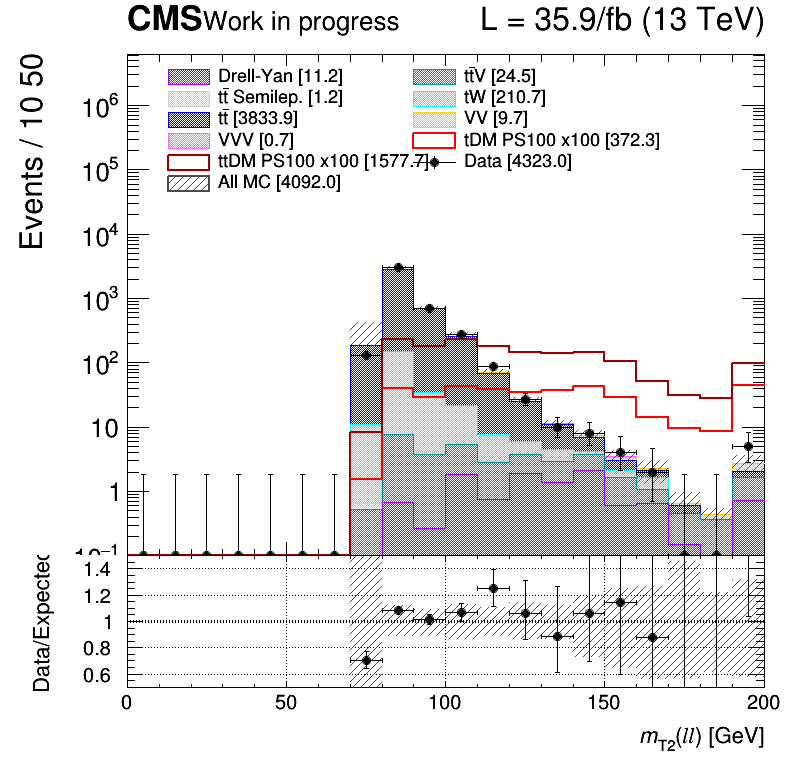 CMS Work in progress L = 35.9/fb (13 TeV)
Events / 10 50
Drell-Yan [11.2] tt̄V [24.5]
tt̄ Semilep. [1.2] tW [210.7]
tt̄ [3833.9] VV [9.7]
VVV [0.7] tDM PS100 x100 [372.3]
ttDM PS100 x100 [1577.7] Data [4323.0]
All MC [4092.0]
10⁶
10⁵
10⁴
10³
10²
10
1
10⁻¹
Data/Expected
1.4
1.2
1
0.8
0.6
0 50 100 150 200
m_T2(ll) [GeV]